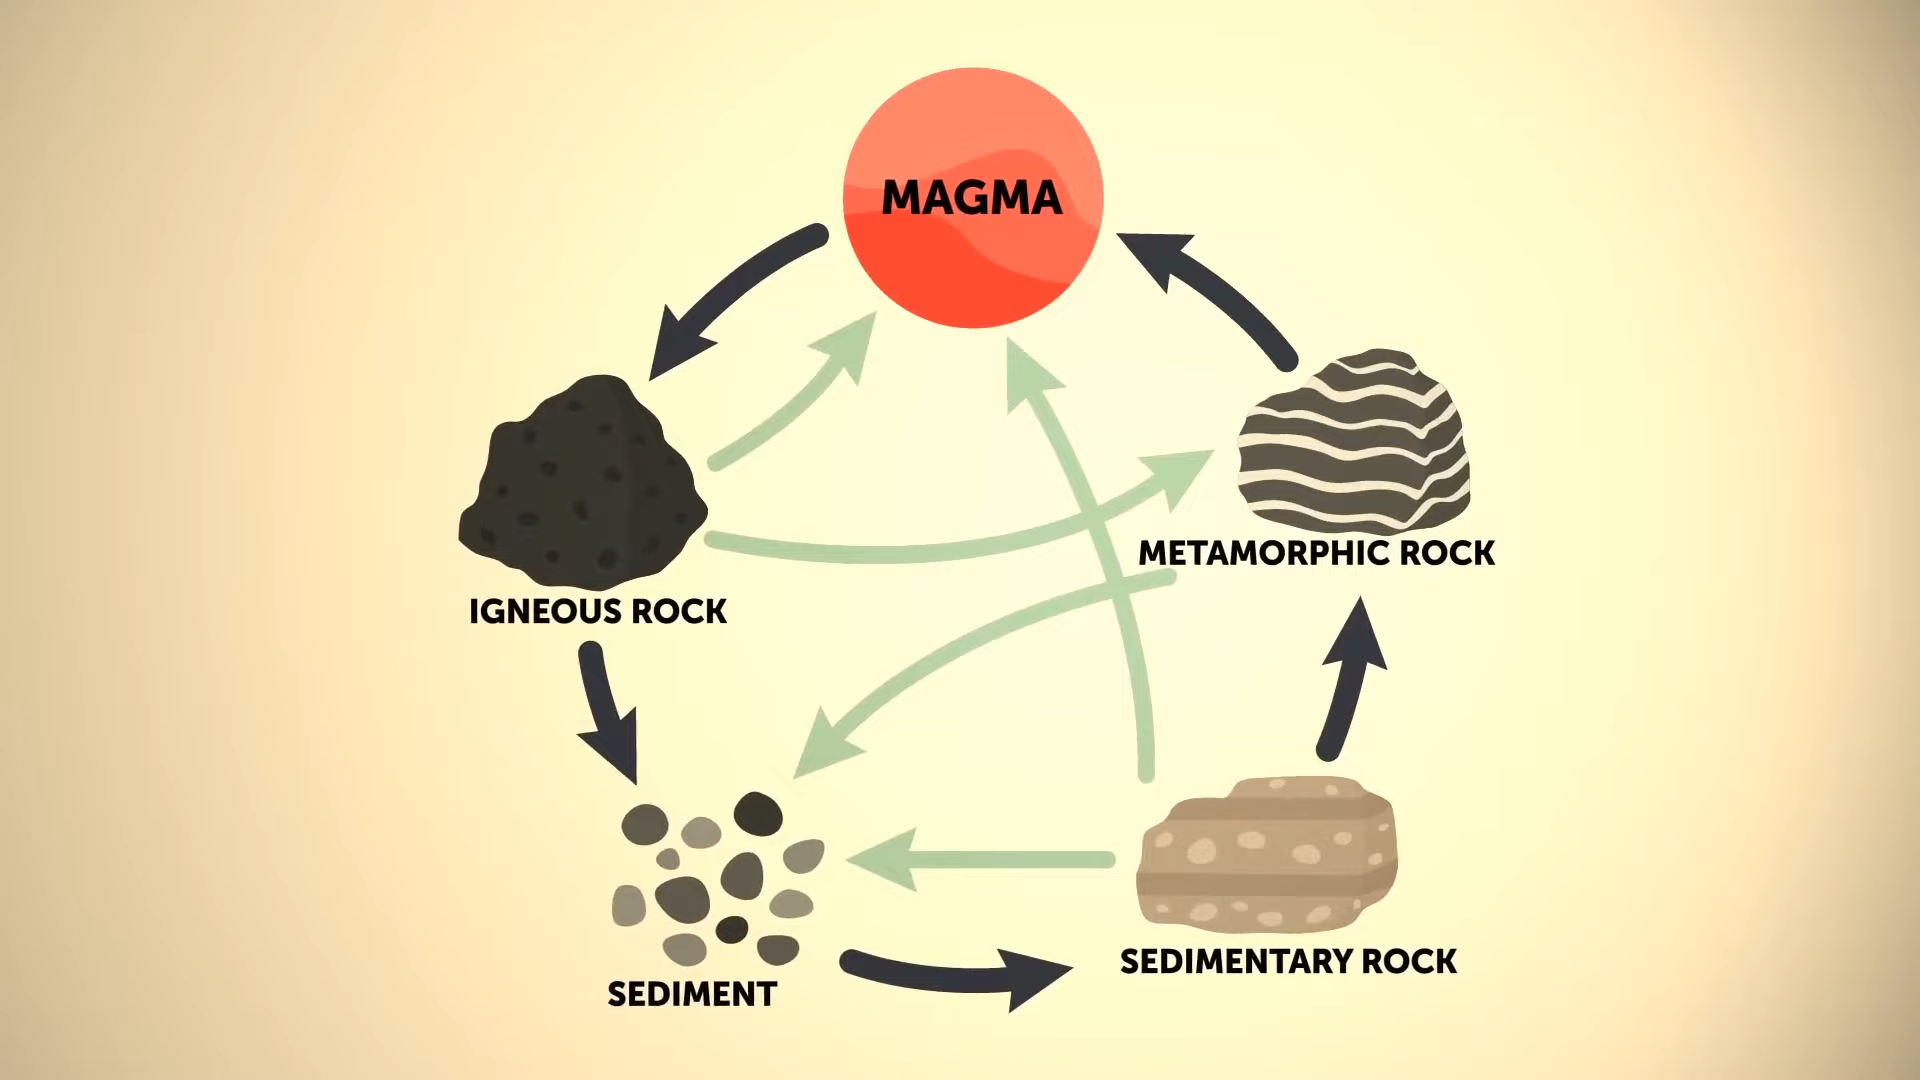 MAGMA
METAMORPHIC ROCK
IGNEOUS ROCK
SEDIMENTARY ROCK
SEDIMENT